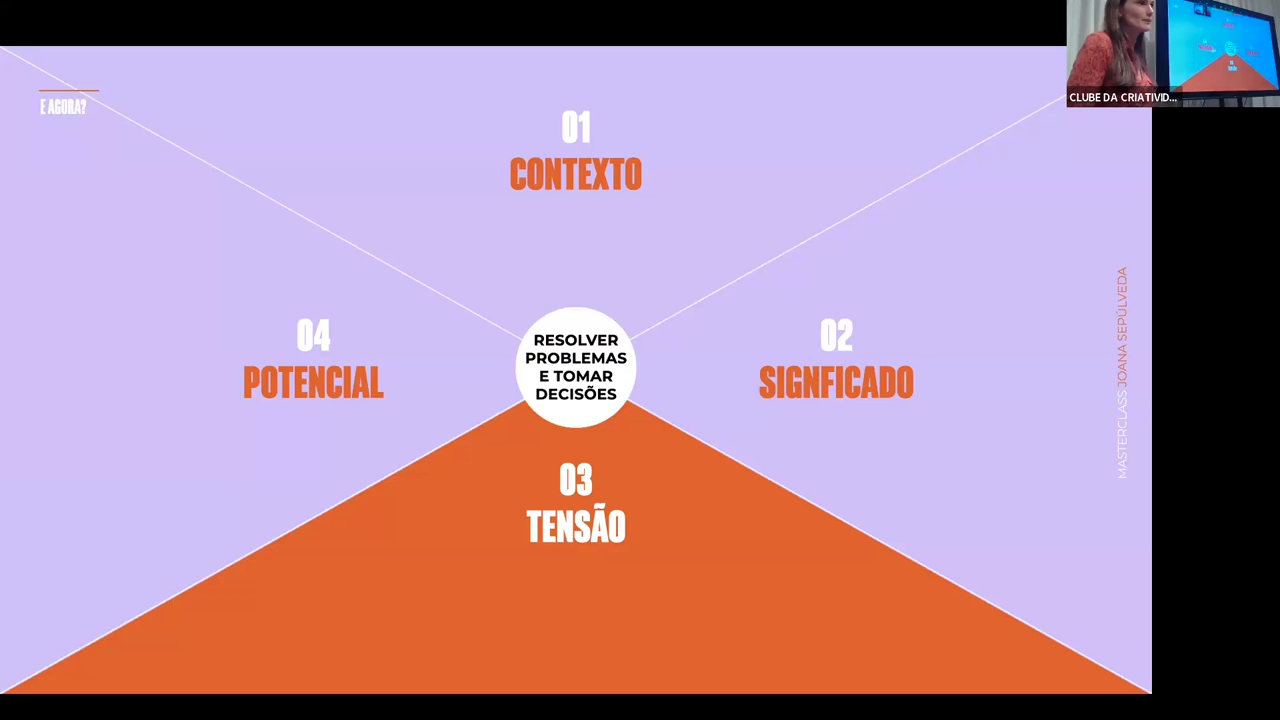 E AGORA?
01
CONTEXTO
04
POTENCIAL
RESOLVER
PROBLEMAS
E TOMAR
DECISÕES
02
SIGNFICADO
03
TENSÃO
MASTERCLASS JOANA SEPÚLVEDA
CLUBE DA CRIATIVID...